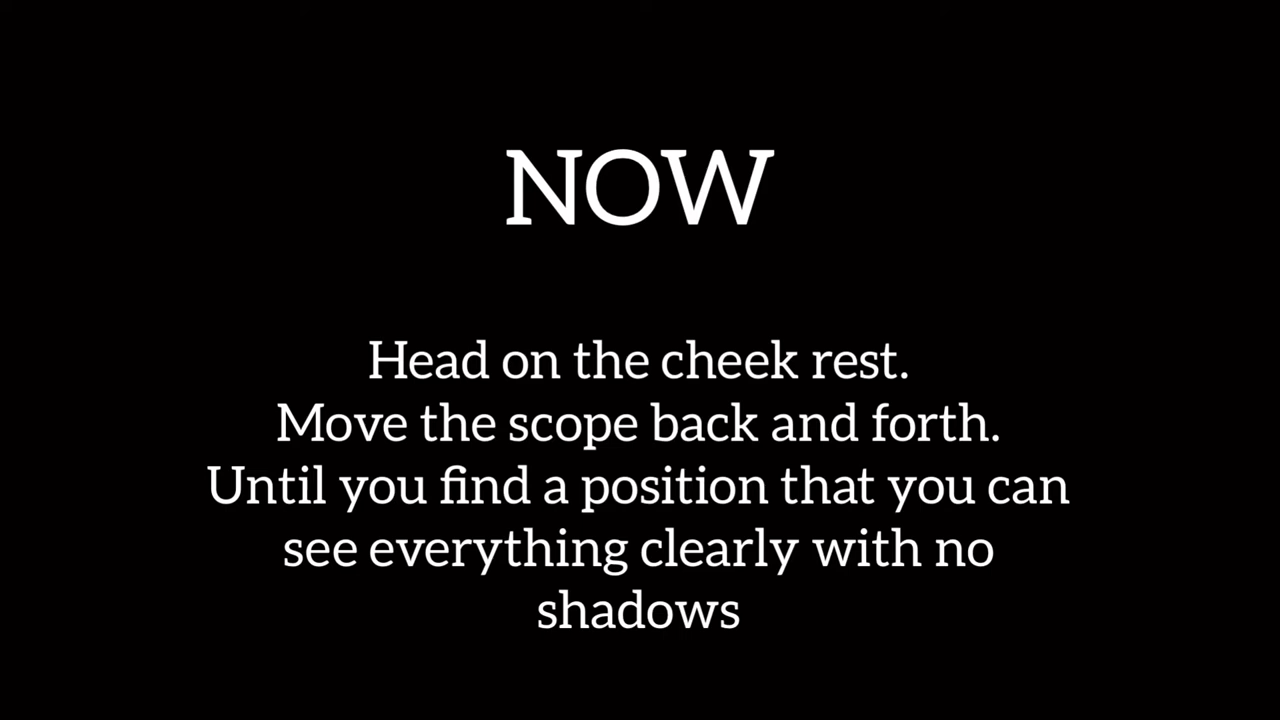 NOW
Head on the cheek rest.
Move the scope back and forth.
Until you find a position that you can
see everything clearly with no
shadows